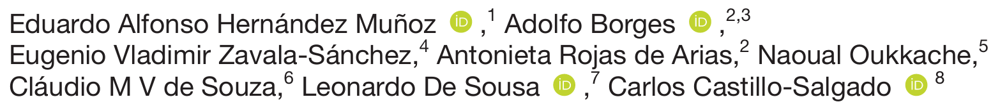 Eduardo Alfonso Hernández Muñoz iD ,1 Adolfo Borges iD ,2,3
Eugenio Vladimir Zavala-Sánchez,4 Antonieta Rojas de Arias,2 Naoual Oukkache,5
Cláudio M V de Souza,6 Leonardo De Sousa iD ,7 Carlos Castillo-Salgado iD 8